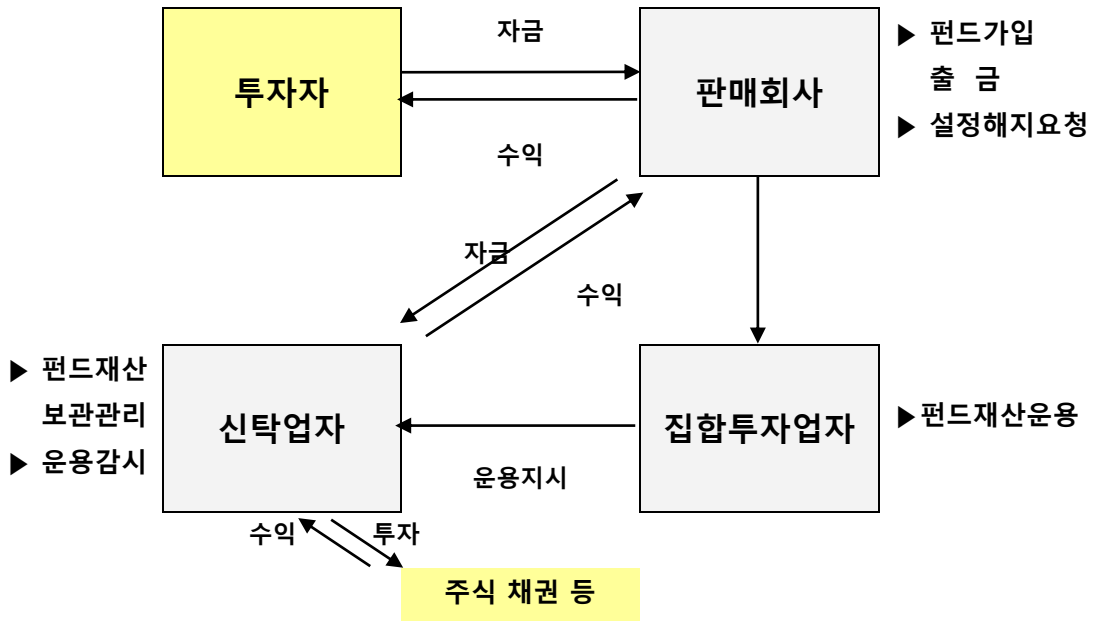 자금
투자자
판매회사
▶ 펀드가입
출 금
▶ 설정해지요청
수익
자금
수익
▶ 펀드재산
보관관리
▶ 운용감시
신탁업자
집합투자업자
▶펀드재산운용
운용지시
수익
투자
주식 채권 등